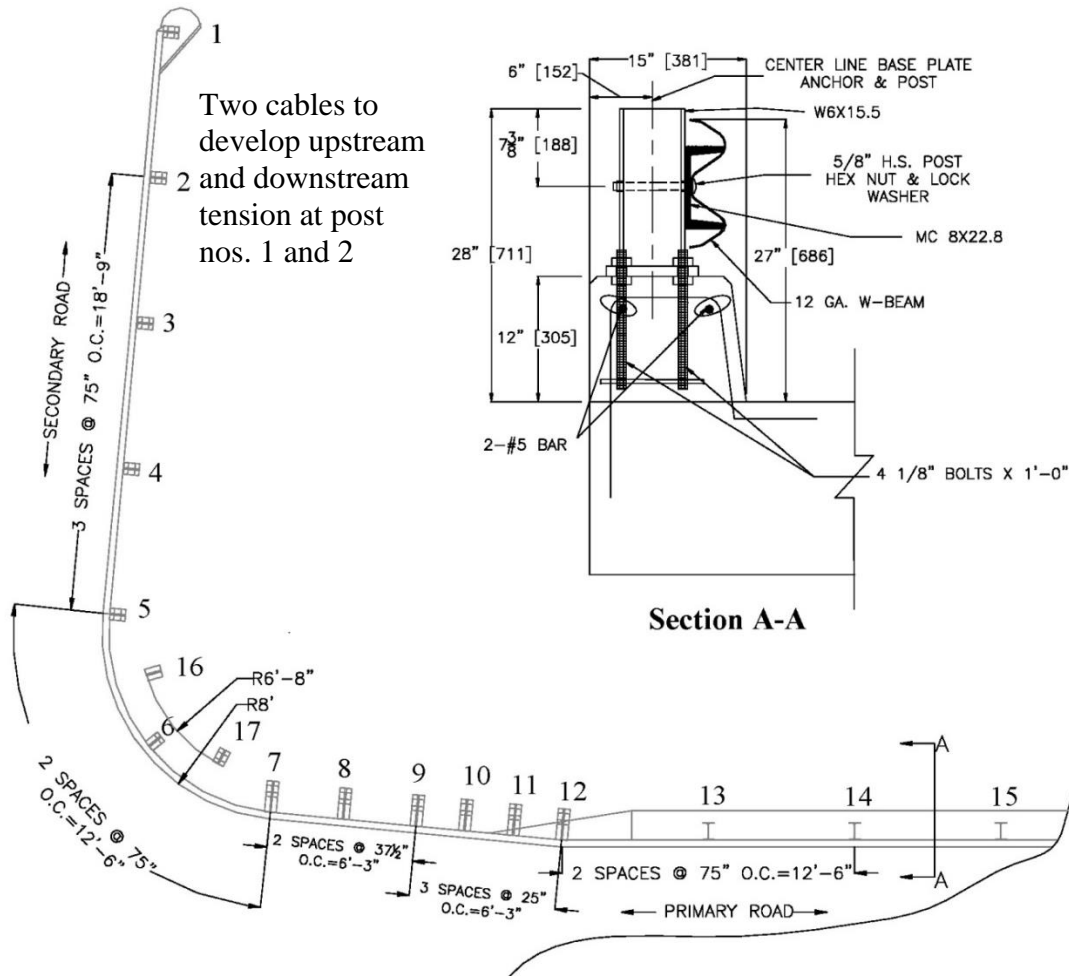 1
Two cables to
develop upstream
and downstream
tension at post
nos. 1 and 2
2
SECONDARY ROAD
3 SPACES @ 75" O.C.=18'-9"
3
4
5
16
R6'-8"
R8'
6
17
2 SPACES @ 75"
O.C.=12'-6"
7
8
9
10
11
12
13
14
15
2 SPACES @ 37½"
O.C.=6'-3"
3 SPACES @ 25"
O.C.=6'-3"
2 SPACES @ 75" O.C.=12'-6"
PRIMARY ROAD
A
A
15" [381]
6" [152]
CENTER LINE BASE PLATE
ANCHOR & POST
W6X15.5
7 3/8" [188]
5/8" H.S. POST
HEX NUT & LOCK
WASHER
MC 8X22.8
28" [711]
27" [686]
12 GA. W-BEAM
12" [305]
2-#5 BAR
4 1/8" BOLTS X 1'-0"
Section A-A